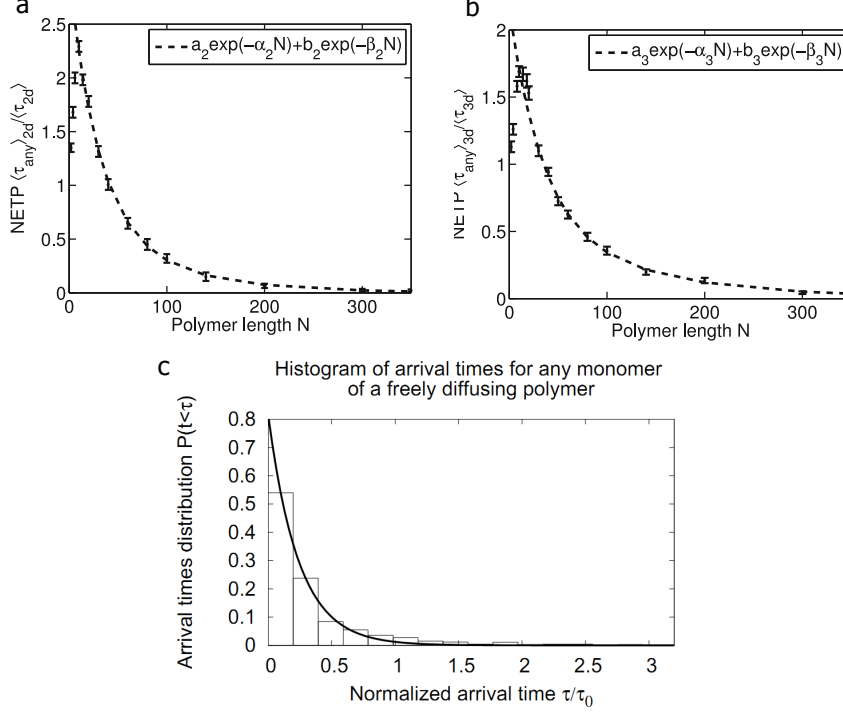 a
NETP ⟨τany⟩2d/⟨τ2d⟩
2.5
2
1.5
1
0.5
0
a2exp(−α2N)+b2exp(−β2N)
0 100 200 300
Polymer length N
b
NETP ⟨τany⟩3d/⟨τ3d⟩
2
1.5
1
0.5
0
a3exp(−α3N)+b3exp(−β3N)
0 100 200 300
Polymer length N
c
Histogram of arrival times for any monomer
of a freely diffusing polymer
Arrival times distribution P(t<τ)
0.8
0.7
0.6
0.5
0.4
0.3
0.2
0.1
0
0 0.5 1 1.5 2 2.5 3
Normalized arrival time τ/τ0